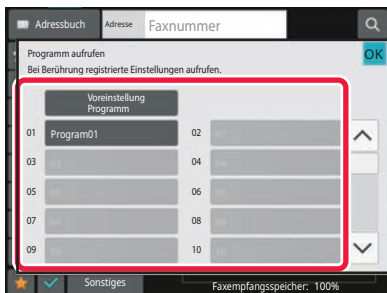 Adressbuch Adresse Faxnummer
Programm aufrufen OK
Bei Berührung registrierte Einstellungen aufrufen.
Voreinstellung
Programm
01 Program01 02
03 04
05 06
07 08
09 10
Sonstiges Faxempfangsspeicher: 100%